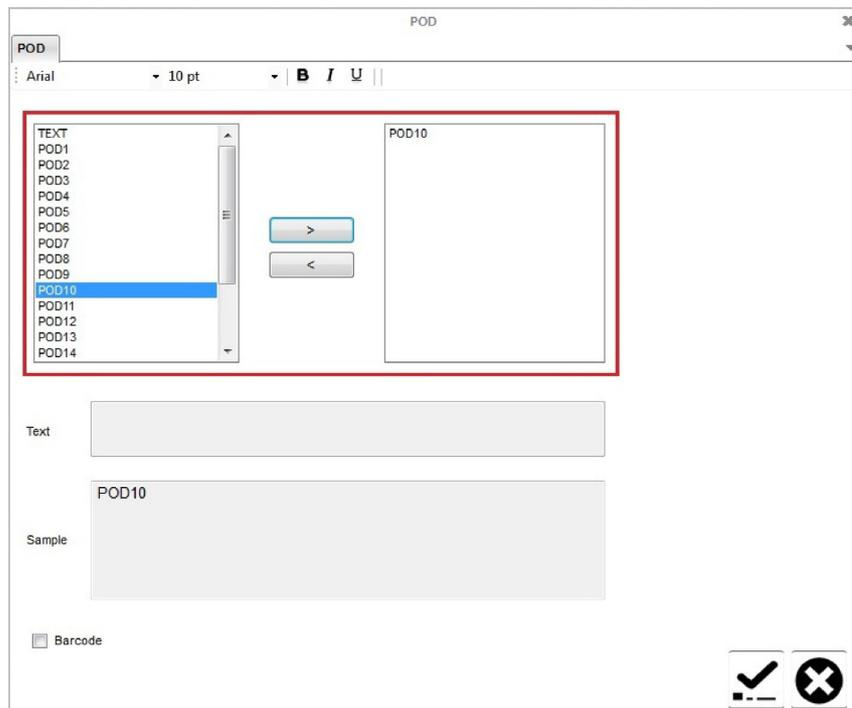 POD
POD
Arial 10 pt B I U
TEXT
POD1
POD2
POD3
POD4
POD5
POD6
POD7
POD8
POD9
POD10
POD11
POD12
POD13
POD14
>
<
POD10
Text
Sample
POD10
Barcode